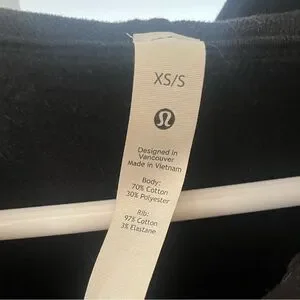 XS/S
Designed in
Vancouver
Made in Vietnam
Body:
70% Cotton
30% Polyester
Rib:
97% Cotton
3% Elastane